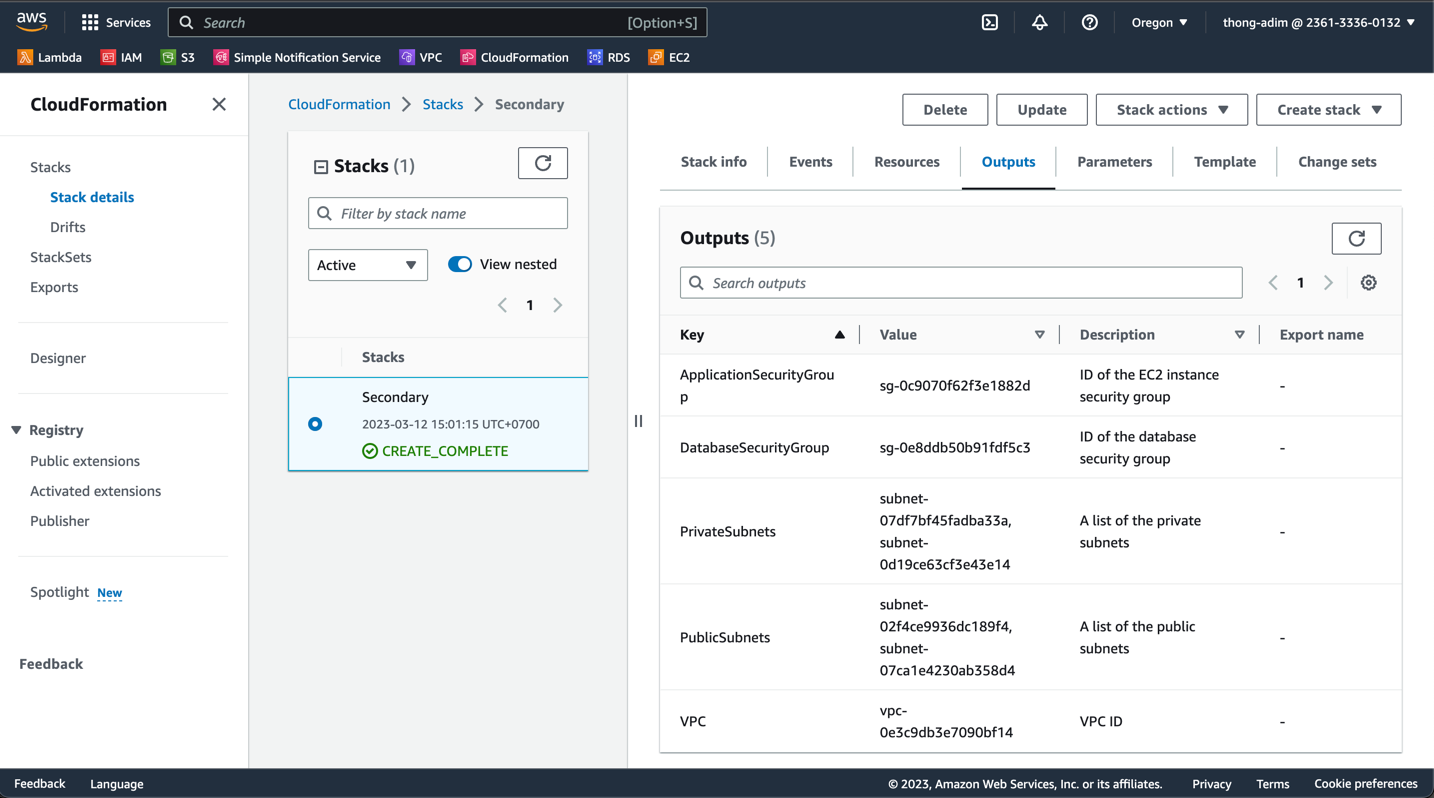 aws
Services
Search
[Option+S]
Oregon ▼
thong-adim @ 2361-3336-0132 ▼
Lambda
IAM
S3
Simple Notification Service
VPC
CloudFormation
RDS
EC2
CloudFormation
Stacks
Stack details
Drifts
StackSets
Exports
Designer
Registry
Public extensions
Activated extensions
Publisher
Spotlight New
Feedback
CloudFormation > Stacks > Secondary
Stacks (1)
Filter by stack name
Active
View nested
1
Stacks
Secondary
2023-03-12 15:01:15 UTC+0700
CREATE_COMPLETE
Delete
Update
Stack actions
Create stack
Stack info
Events
Resources
Outputs
Parameters
Template
Change sets
Outputs (5)
Search outputs
1
Key
Value
Description
Export name
ApplicationSecurityGrou
p
sg-0c9070f62f3e1882d
ID of the EC2 instance
security group
-
DatabaseSecurityGroup
sg-0e8ddb50b91fdf5c3
ID of the database
security group
-
PrivateSubnets
subnet-
07df7bf45fadba33a,
subnet-
0d19ce63cf3e43e14
A list of the private
subnets
-
PublicSubnets
subnet-
02f4ce9936dc189f4,
subnet-
07ca1e4230ab358d4
A list of the public
subnets
-
VPC
vpc-
0e3c9db3e7090bf14
VPC ID
-
Feedback
Language
© 2023, Amazon Web Services, Inc. or its affiliates.
Privacy
Terms
Cookie preferences